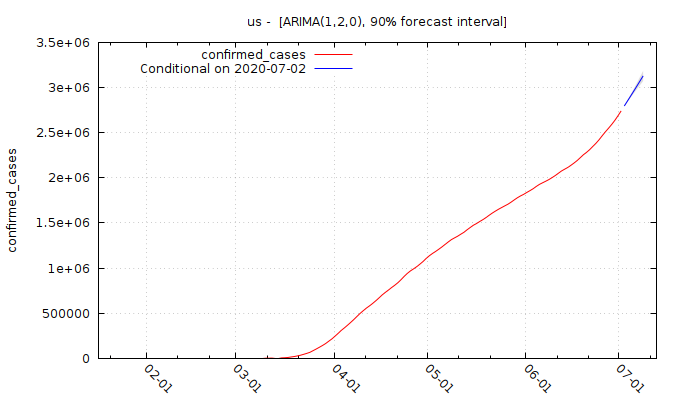 us -  [ARIMA(1,2,0), 90% forecast interval]
confirmed_cases
Conditional on 2020-07-02
3.5e+06
3e+06
2.5e+06
2e+06
1.5e+06
1e+06
500000
0
confirmed_cases
02-01
03-01
04-01
05-01
06-01
07-01